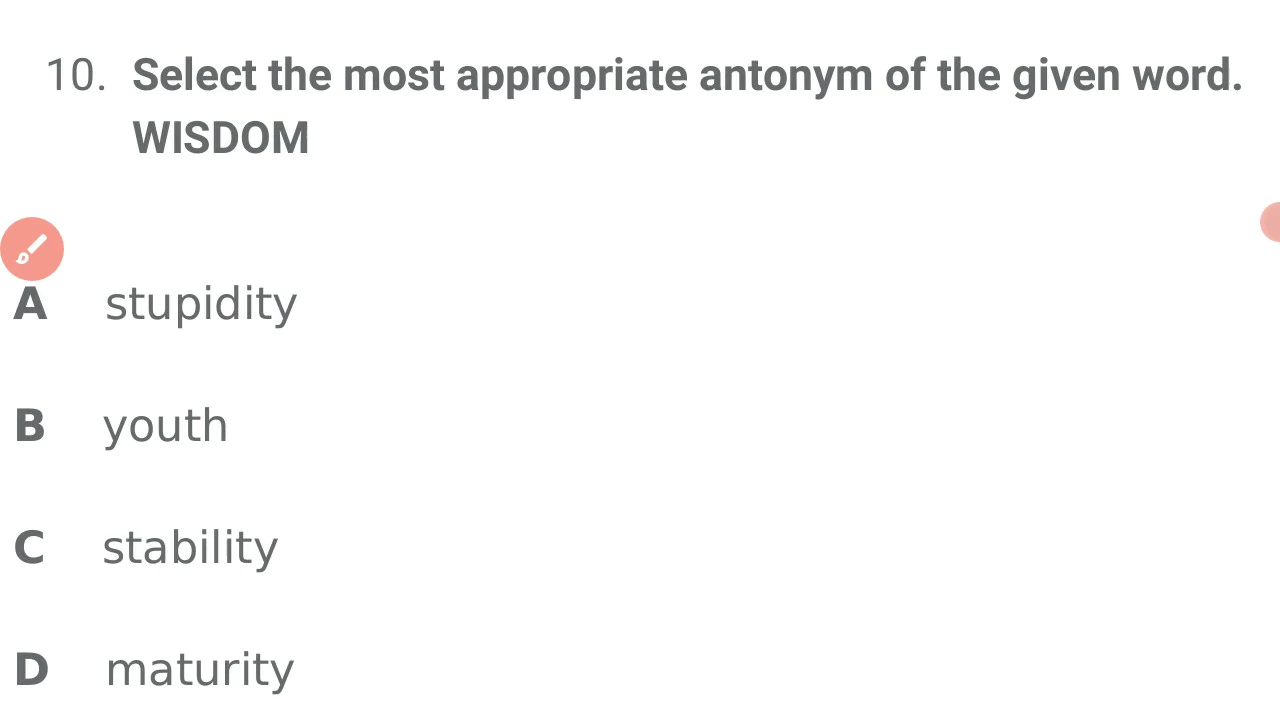 10. Select the most appropriate antonym of the given word.
WISDOM
A stupidity
B youth
C stability
D maturity